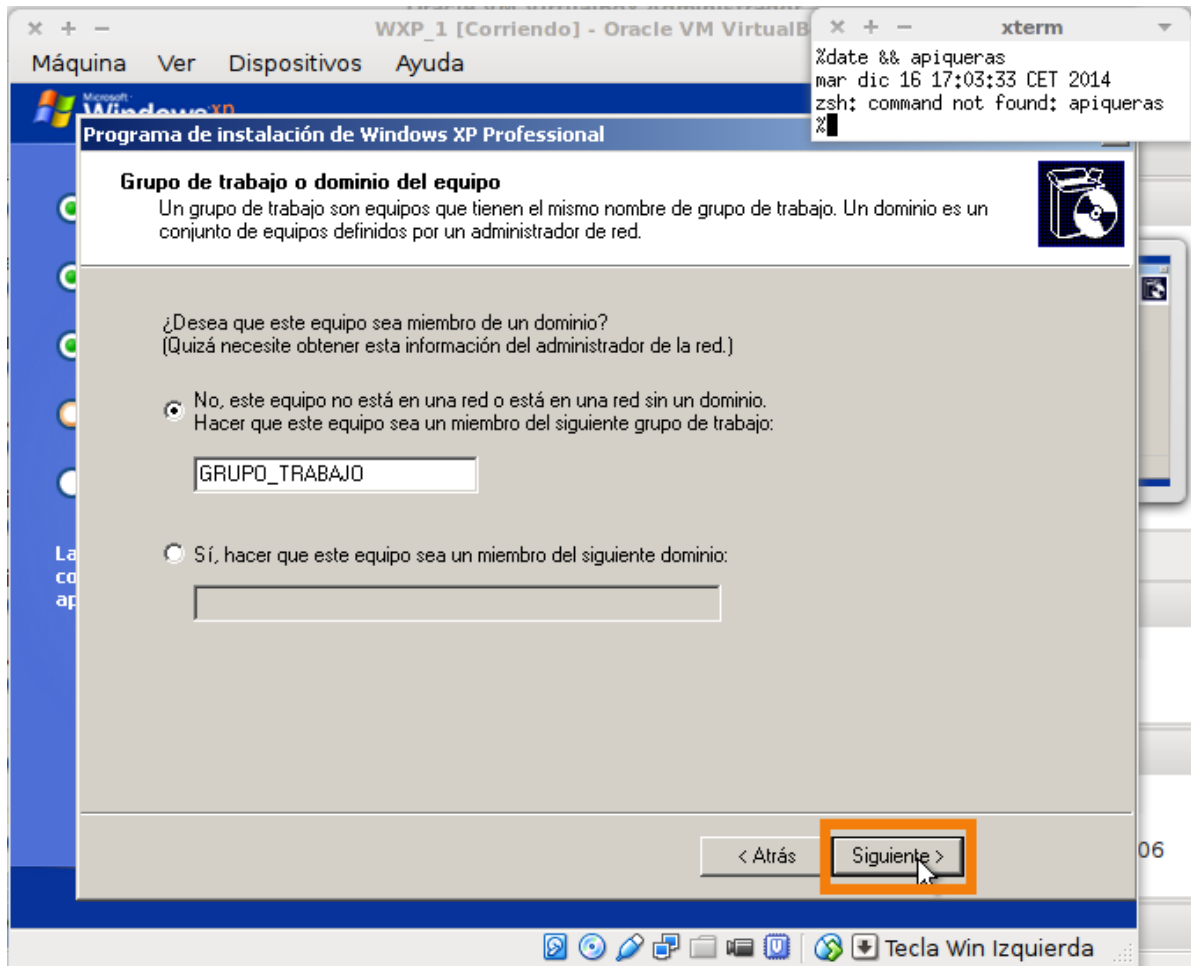 WXP_1 [Corriendo] - Oracle VM VirtualB
xterm
Máquina Ver Dispositivos Ayuda
%date && apiqueras
mar dic 16 17:03:33 CET 2014
zsh: command not found: apiqueras
%
Microsoft
Windows xp
Programa de instalación de Windows XP Professional
Grupo de trabajo o dominio del equipo
Un grupo de trabajo son equipos que tienen el mismo nombre de grupo de trabajo. Un dominio es un
conjunto de equipos definidos por un administrador de red.
¿Desea que este equipo sea miembro de un dominio?
(Quizá necesite obtener esta información del administrador de la red.)
No, este equipo no está en una red o está en una red sin un dominio.
Hacer que este equipo sea un miembro del siguiente grupo de trabajo:
GRUPO_TRABAJO
Sí, hacer que este equipo sea un miembro del siguiente dominio:
La
co
ap
< Atrás
Siguiente >
06
Tecla Win Izquierda